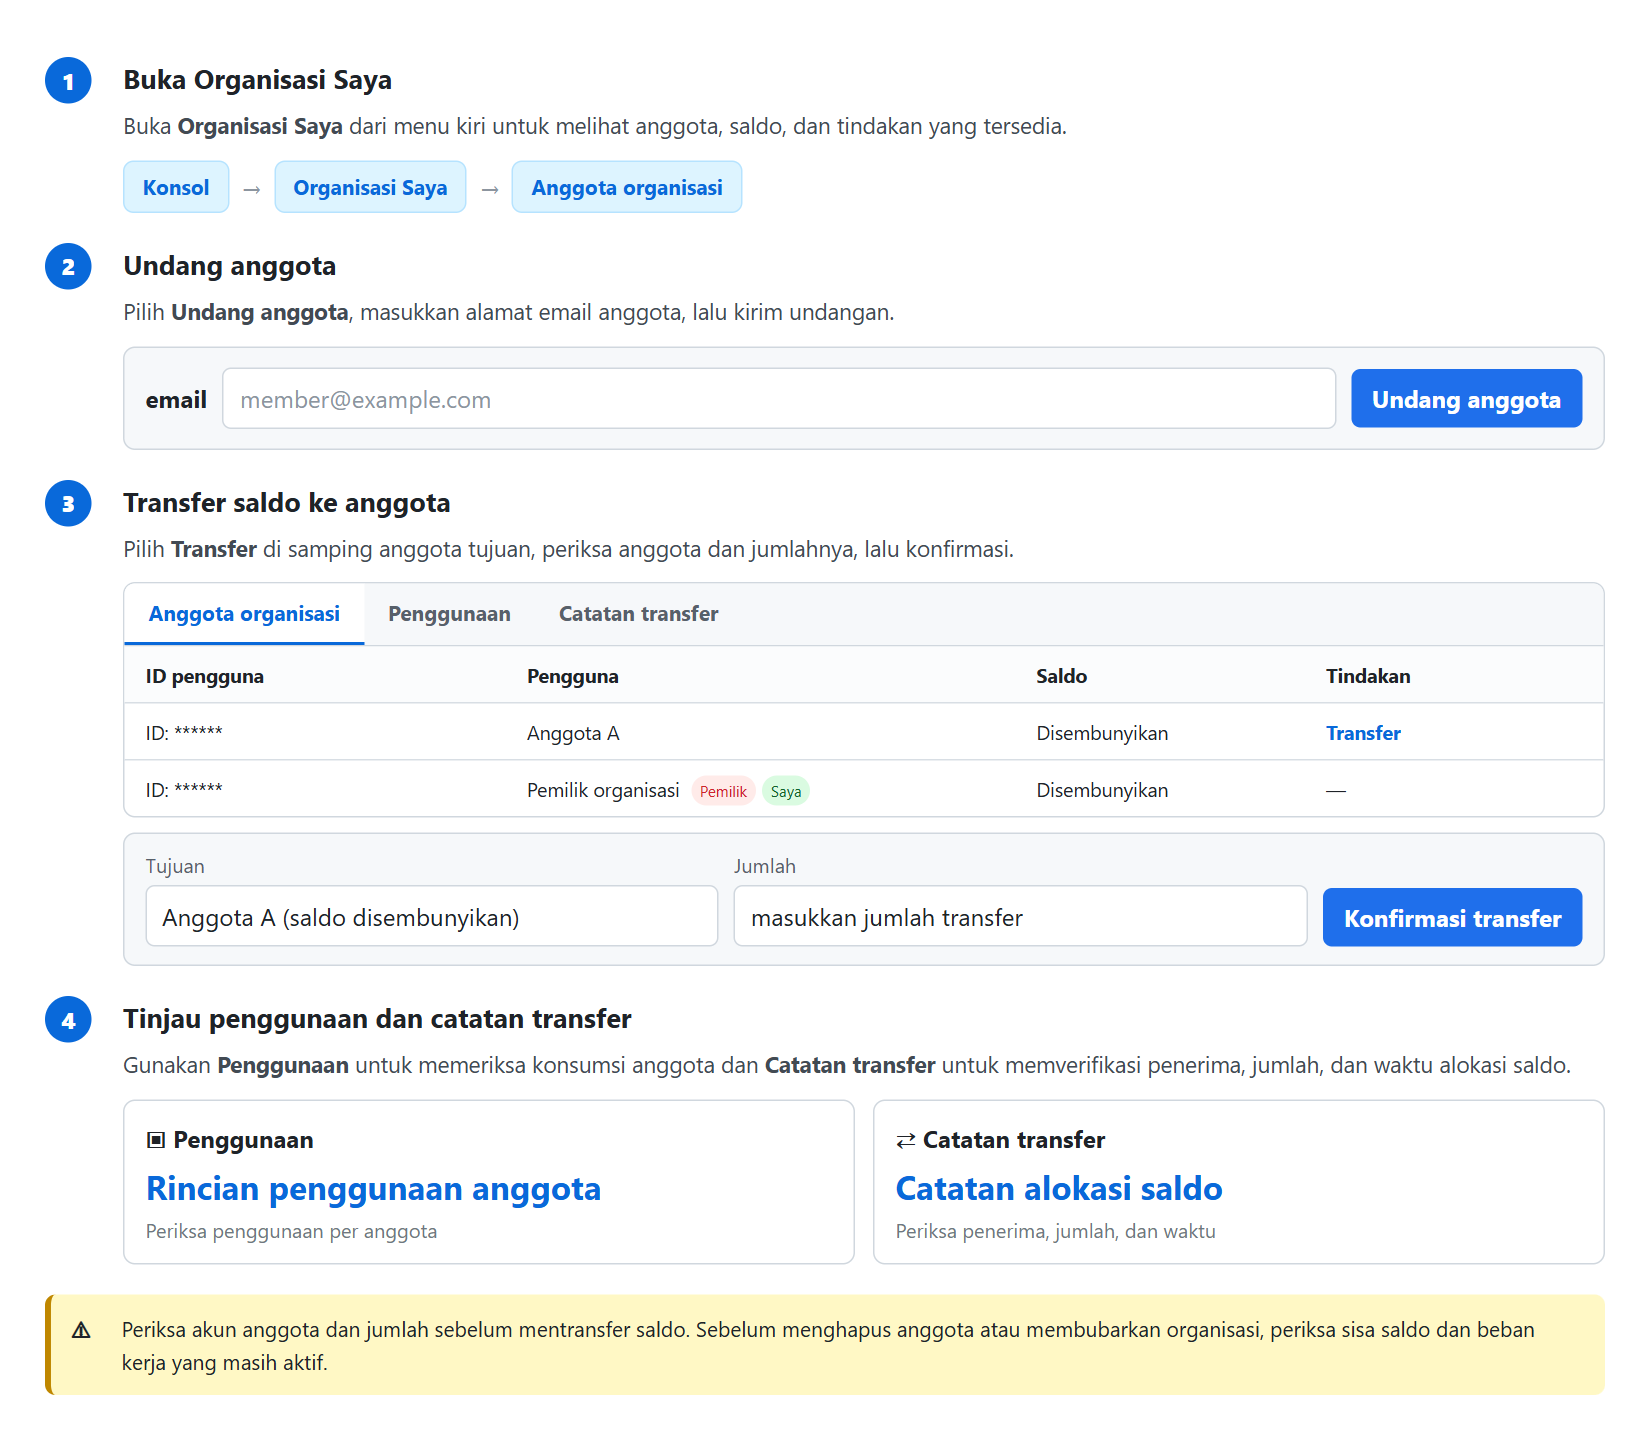 1
Buka Organisasi Saya
Buka Organisasi Saya dari menu kiri untuk melihat anggota, saldo, dan tindakan yang tersedia.
Konsol → Organisasi Saya → Anggota organisasi
2
Undang anggota
Pilih Undang anggota, masukkan alamat email anggota, lalu kirim undangan.
email member@example.com Undang anggota
3
Transfer saldo ke anggota
Pilih Transfer di samping anggota tujuan, periksa anggota dan jumlahnya, lalu konfirmasi.
Anggota organisasi Penggunaan Catatan transfer
ID pengguna Pengguna Saldo Tindakan
ID: ****** Anggota A Disembunyikan Transfer
ID: ****** Pemilik organisasi Pemilik Saya Disembunyikan —
Tujuan Jumlah
Anggota A (saldo disembunyikan) masukkan jumlah transfer Konfirmasi transfer
4
Tinjau penggunaan dan catatan transfer
Gunakan Penggunaan untuk memeriksa konsumsi anggota dan Catatan transfer untuk memverifikasi penerima, jumlah, dan waktu alokasi saldo.
▣ Penggunaan
Rincian penggunaan anggota
Periksa penggunaan per anggota
⇄ Catatan transfer
Catatan alokasi saldo
Periksa penerima, jumlah, dan waktu
⚠ Periksa akun anggota dan jumlah sebelum mentransfer saldo. Sebelum menghapus anggota atau membubarkan organisasi, periksa sisa saldo dan beban
kerja yang masih aktif.